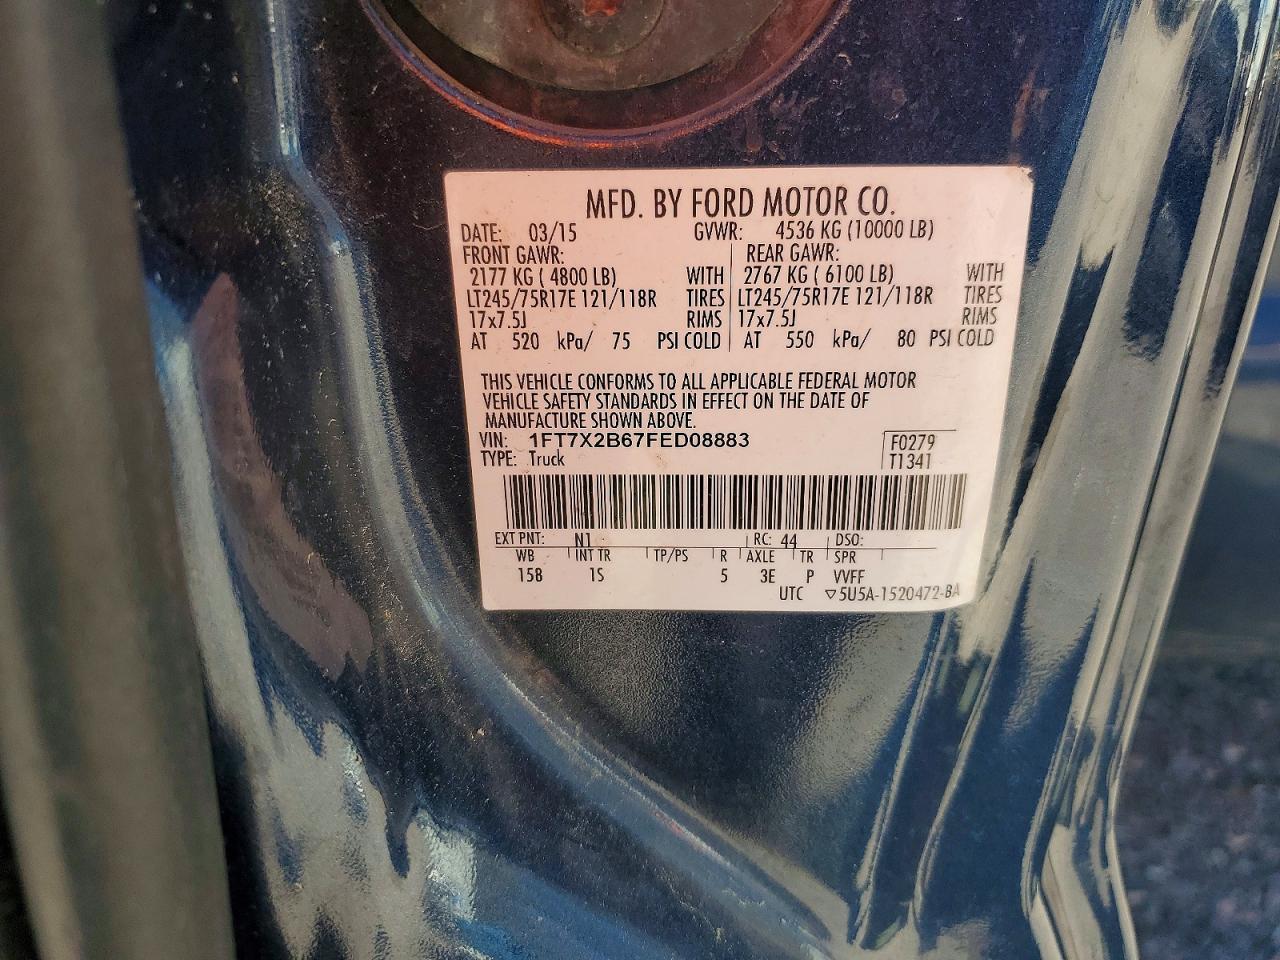 MFD. BY FORD MOTOR CO.
DATE: 03/15 GVWR: 4536 KG (10000 LB)
FRONT GAWR: REAR GAWR:
2177 KG ( 4800 LB) WITH 2767 KG ( 6100 LB) WITH
LT245/75R17E 121/118R TIRES LT245/75R17E 121/118R TIRES
17x7.5J RIMS 17x7.5J RIMS
AT 520 kPa/ 75 PSI COLD AT 550 kPa/ 80 PSI COLD
THIS VEHICLE CONFORMS TO ALL APPLICABLE FEDERAL MOTOR
VEHICLE SAFETY STANDARDS IN EFFECT ON THE DATE OF
MANUFACTURE SHOWN ABOVE.
VIN: 1FT7X2B67FED08883 F0279
TYPE: Truck T1341
EXT PNT: N1 RC: 44 DSO:
WB INT TR TP/PS R AXLE TR SPR
158 1S 5 3E P VVFF
UTC ▽5U5A-1520472-BA